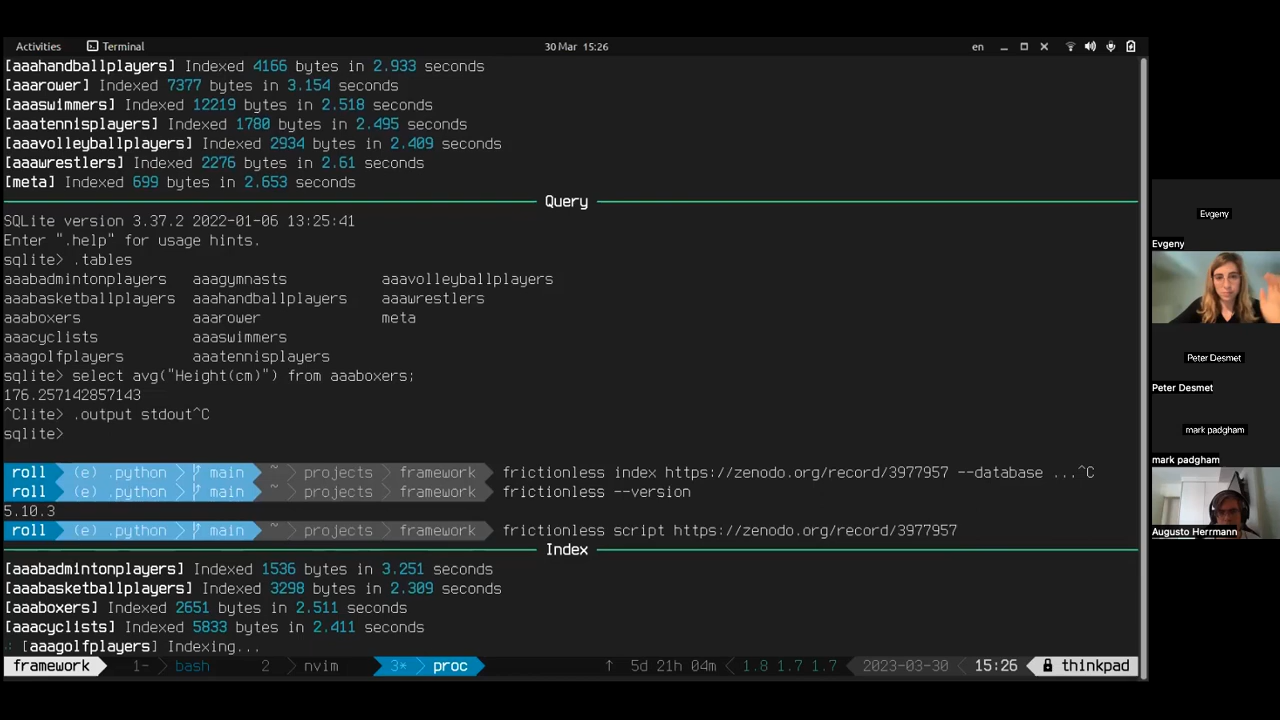 Activities Terminal 30 Mar 15:26 en
[aaahandballplayers] Indexed 4166 bytes in 2.933 seconds
[aaarower] Indexed 7377 bytes in 3.154 seconds
[aaaswimmers] Indexed 12219 bytes in 2.518 seconds
[aaatennisplayers] Indexed 1780 bytes in 2.495 seconds
[aaavolleyballplayers] Indexed 2934 bytes in 2.409 seconds
[aaawrestlers] Indexed 2276 bytes in 2.61 seconds
[meta] Indexed 699 bytes in 2.653 seconds
Query
SQLite version 3.37.2 2022-01-06 13:25:41
Enter ".help" for usage hints.
sqlite> .tables
aaabadmintonplayers aaagymnasts aaavolleyballplayers
aaabasketballplayers aaahandballplayers aaawrestlers
aaaboxers aaarower meta
aaacyclists aaaswimmers
aaagolfplayers aaatennisplayers
sqlite> select avg("Height(cm)") from aaaboxers;
176.257142857143
^Clite> .output stdout^C
sqlite>
roll (e) .python main ~ projects framework frictionless index https://zenodo.org/record/3977957 --database ...^C
roll (e) .python main ~ projects framework frictionless --version
5.10.3
roll (e) .python main ~ projects framework frictionless script https://zenodo.org/record/3977957
Index
[aaabadmintonplayers] Indexed 1536 bytes in 3.251 seconds
[aaabasketballplayers] Indexed 3298 bytes in 2.309 seconds
[aaaboxers] Indexed 2651 bytes in 2.511 seconds
[aaacyclists] Indexed 5833 bytes in 2.411 seconds
[aaagolfplayers] Indexing...
framework 1- bash 2 nvim 3* proc ↑ 5d 21h 04m 1.8 1.7 1.7 2023-03-30 15:26 thinkpad
Evgeny
Evgeny
Peter Desmet
Peter Desmet
mark padgham
mark padgham
Augusto Herrmann